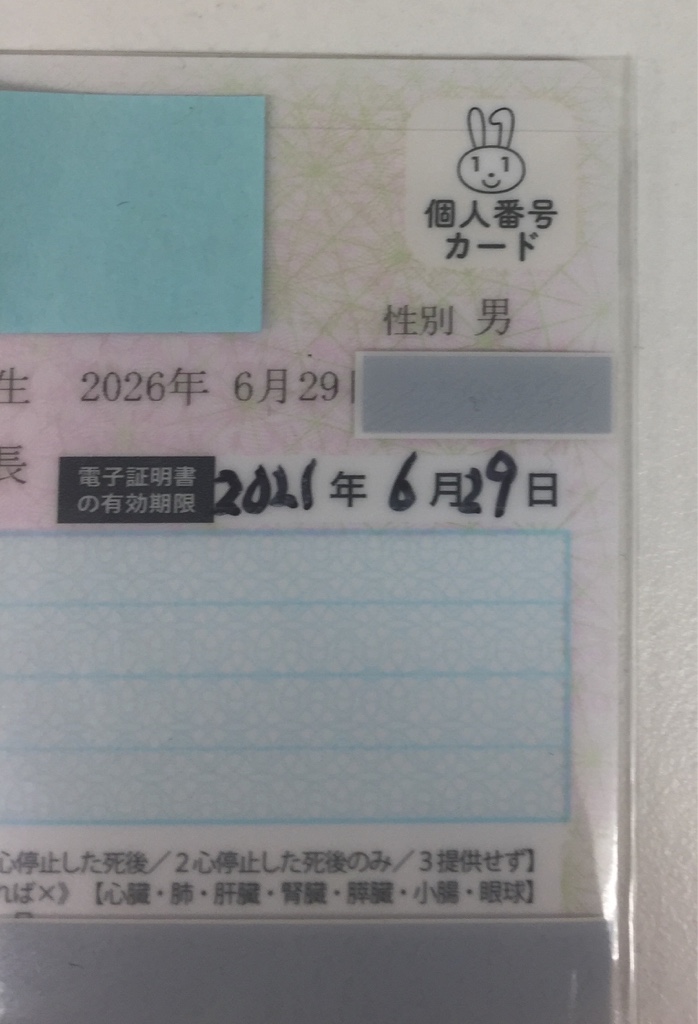 個人番号
カード
性別 男
生 2026年 6月29
長
電子証明書
の有効期限
2021年 6月29日
心停止した死後/2心停止した死後のみ/3提供せず】
れば×》【心臓・肺・肝臓・腎臓・膵臓・小腸・眼球】